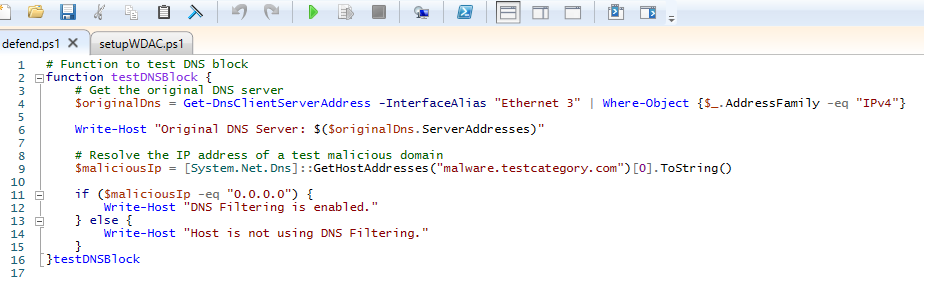 defend.ps1 X setupWDAC.ps1
1 # Function to test DNS block
2 function testDNSBlock {
3 # Get the original DNS server
4 $originalDns = Get-DnsClientServerAddress -InterfaceAlias "Ethernet 3" | Where-Object {$_.AddressFamily -eq "IPv4"}
5
6 Write-Host "Original DNS Server: $($originalDns.ServerAddresses)"
7
8 # Resolve the IP address of a test malicious domain
9 $maliciousIp = [System.Net.Dns]::GetHostAddresses("malware.testcategory.com")[0].ToString()
10
11 if ($maliciousIp -eq "0.0.0.0") {
12 Write-Host "DNS Filtering is enabled."
13 } else {
14 Write-Host "Host is not using DNS Filtering."
15 }
16 }testDNSBlock
17